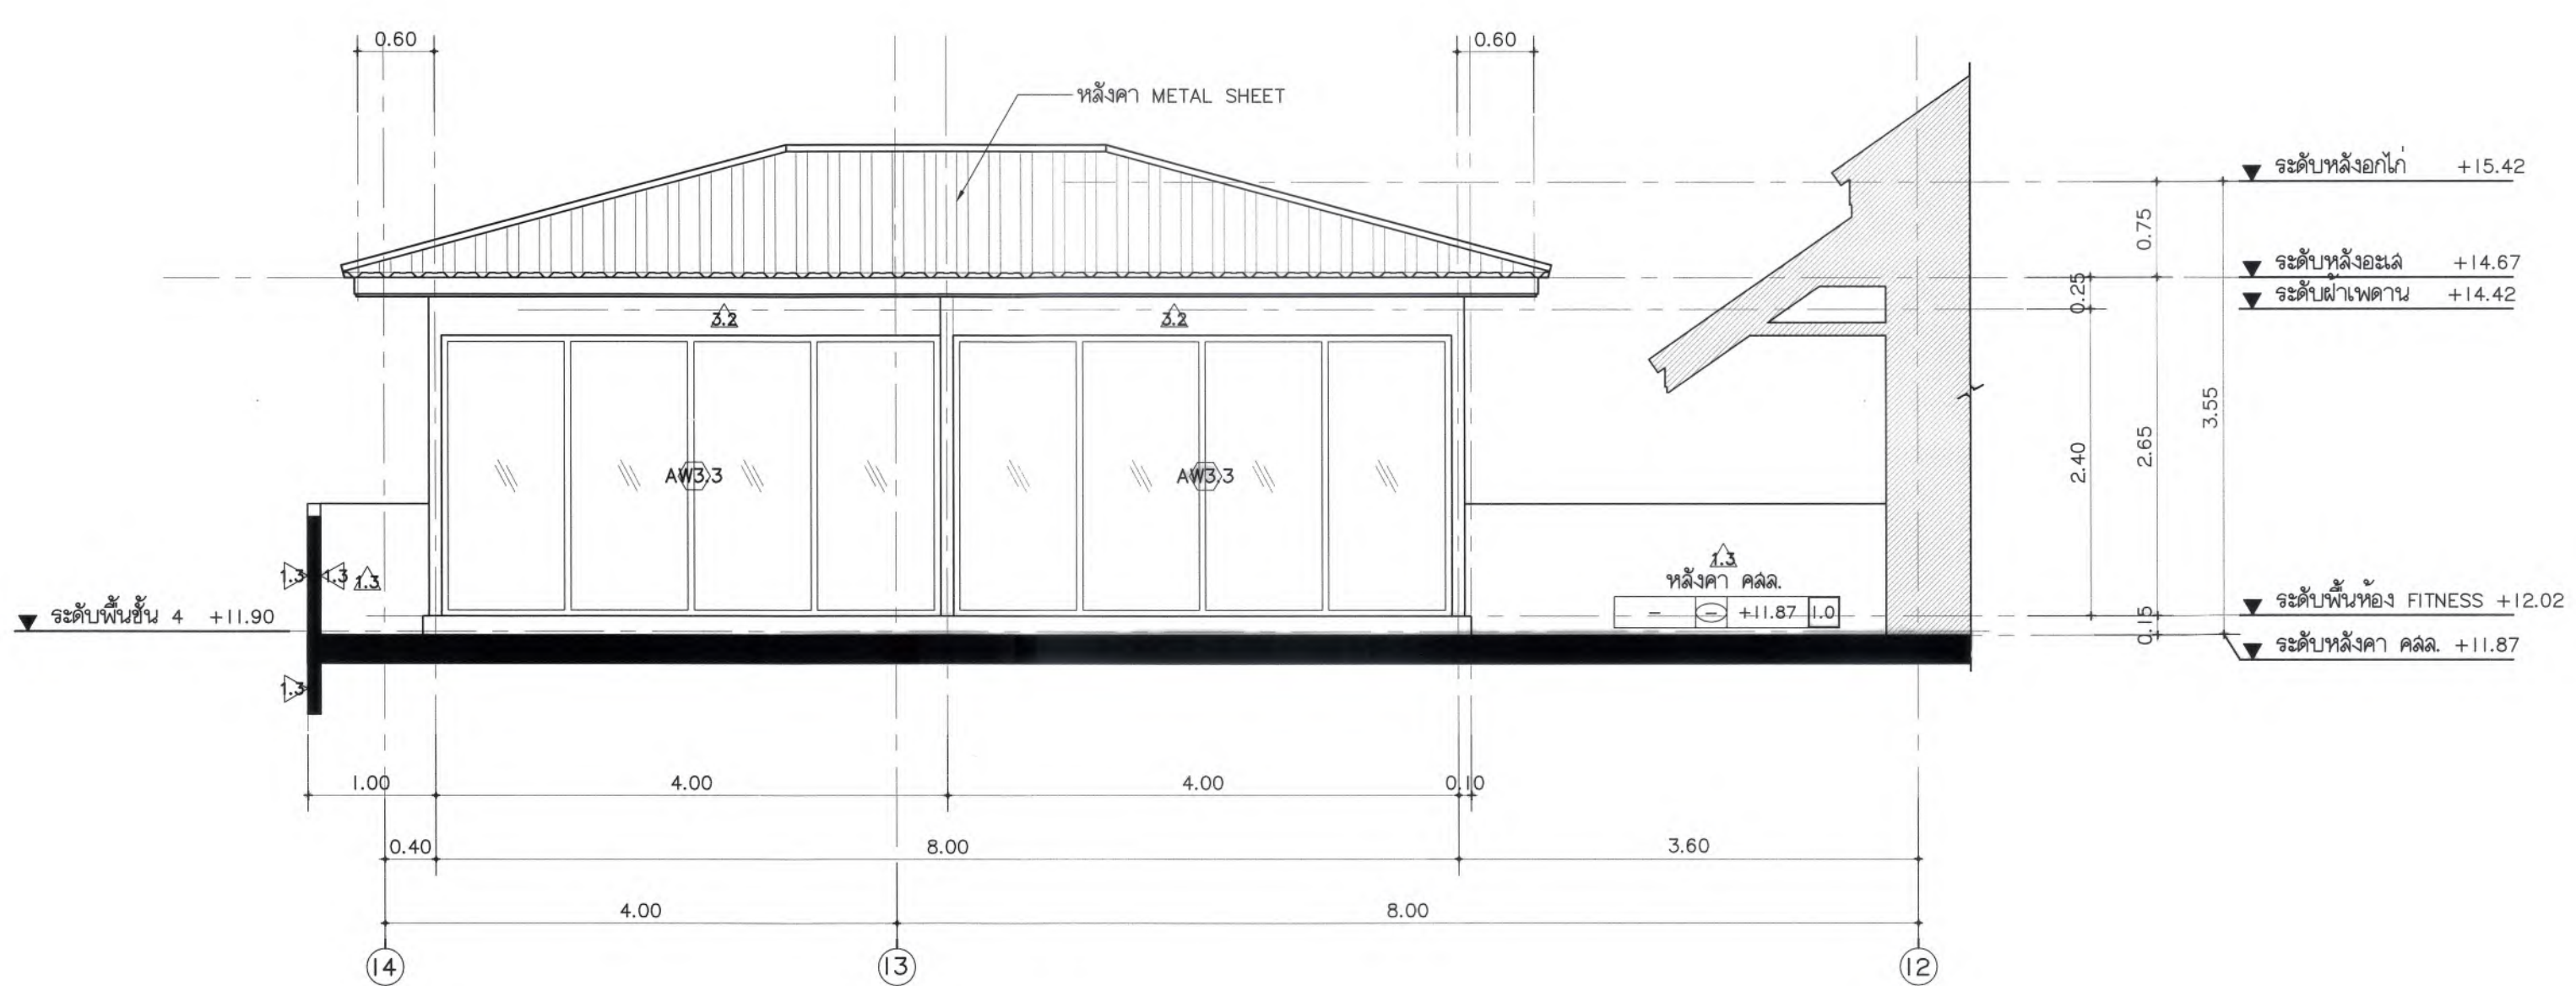 0.60
0.60
หลังคา METAL SHEET
ระดับหลังอกไก่ +15.42
0.75
ระดับหลังอะเส +14.67
0.25
ระดับฝ้าเพดาน +14.42
3.2
3.2
3.55
2.40
2.65
AW3.3
AW3.3
1.3
1.3
1.3
1.3
หลังคา คสล.
- - +11.87 1.0
ระดับพื้นชั้น 4 +11.90
ระดับพื้นห้อง FITNESS +12.02
0.15
ระดับหลังคา คสล. +11.87
1.3
1.00 4.00 4.00 0.10
0.40 8.00 3.60
4.00 8.00
14 13 12